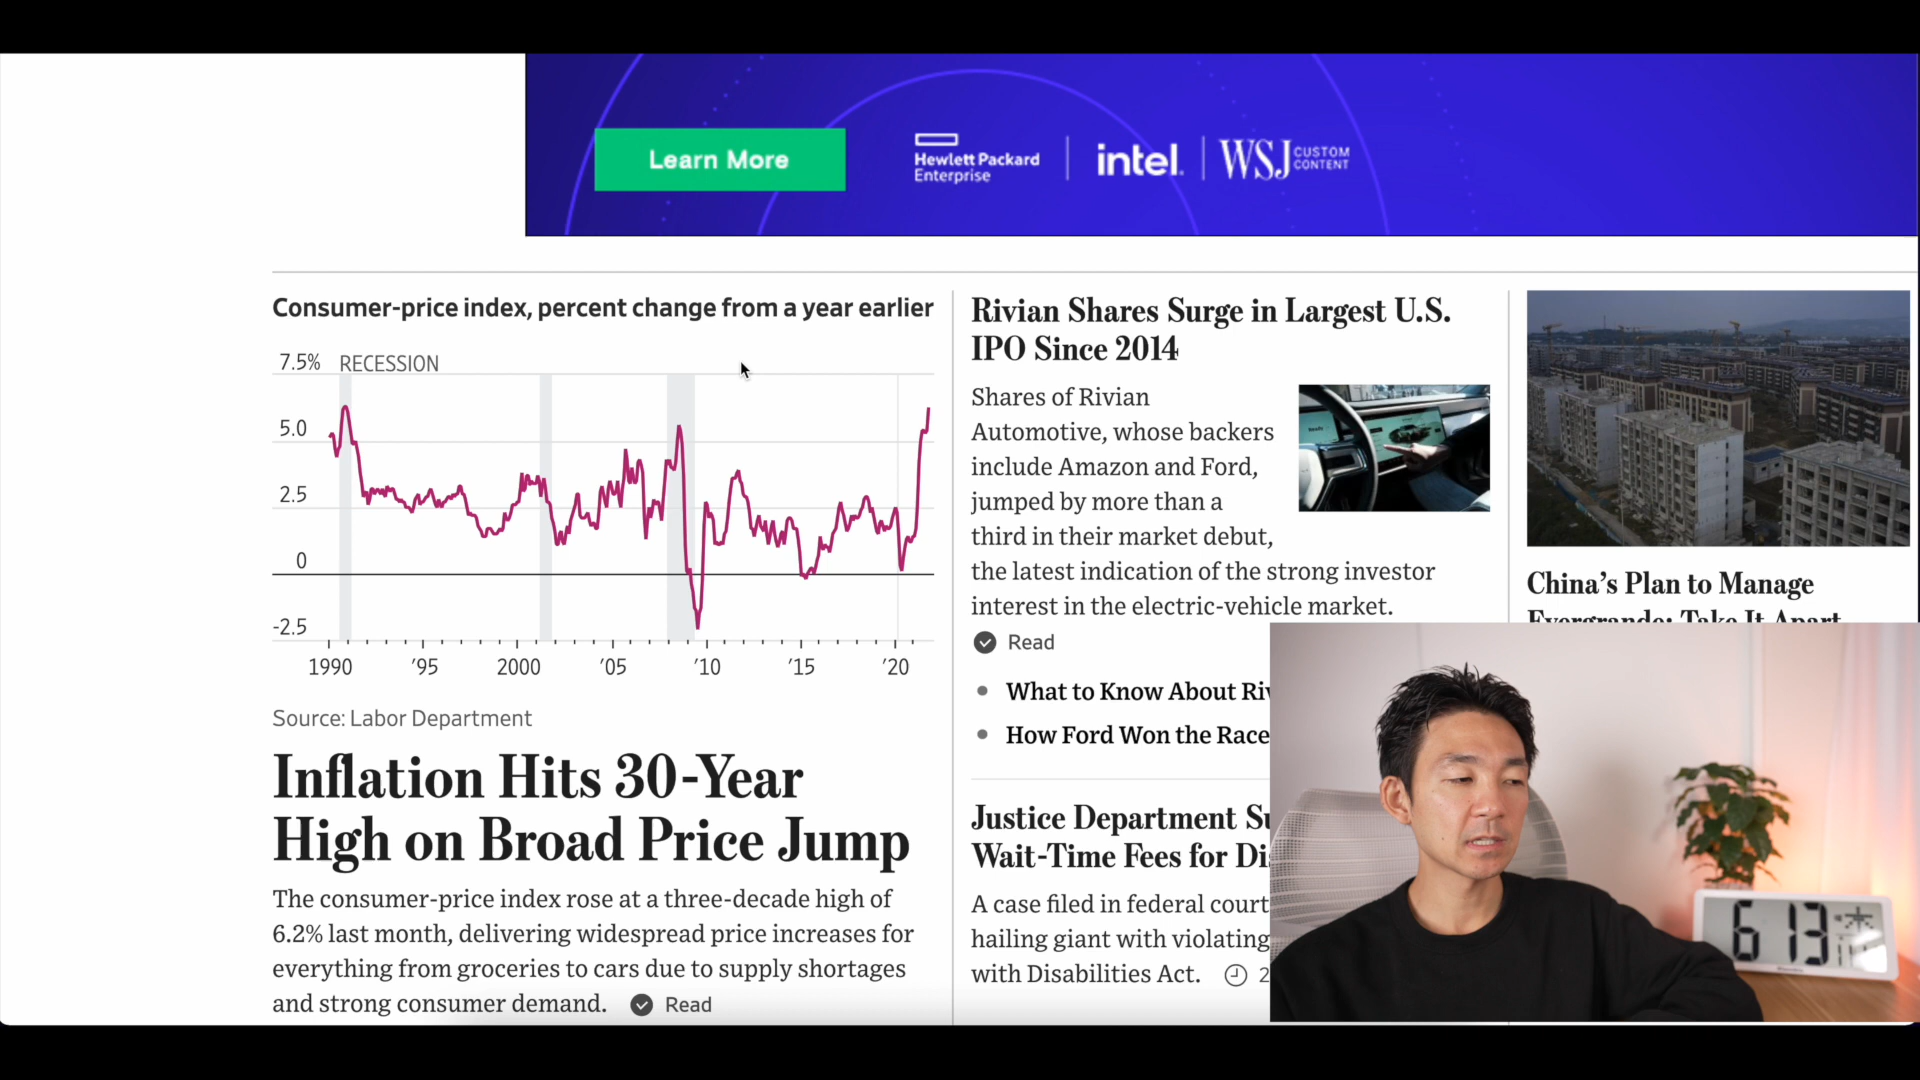 Learn More
Hewlett Packard
Enterprise
intel.
WSJ CUSTOM
CONTENT
Consumer-price index, percent change from a year earlier
7.5% RECESSION
5.0
2.5
0
-2.5
1990 '95 2000 '05 '10 '15 '20
Source: Labor Department
Inflation Hits 30-Year
High on Broad Price Jump
The consumer-price index rose at a three-decade high of
6.2% last month, delivering widespread price increases for
everything from groceries to cars due to supply shortages
and strong consumer demand. Read
Rivian Shares Surge in Largest U.S.
IPO Since 2014
Shares of Rivian
Automotive, whose backers
include Amazon and Ford,
jumped by more than a
third in their market debut,
the latest indication of the strong investor
interest in the electric-vehicle market.
Read
What to Know About
How Ford Won the Race
Justice Department
Wait-Time Fees for
A case filed in federal court
hailing giant with violating
with Disabilities Act. 2
China's Plan to Manage
Evergrande: Take It Apart
613 木